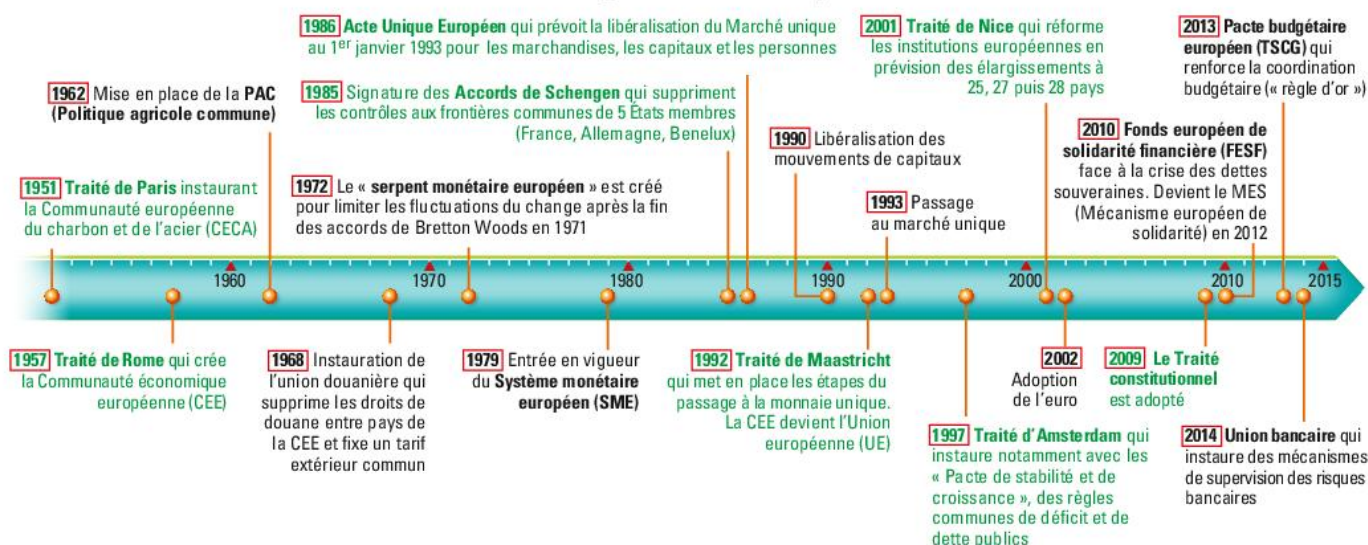 1986 Acte Unique Européen qui prévoit la libéralisation du Marché unique
au 1er janvier 1993 pour les marchandises, les capitaux et les personnes
2001 Traité de Nice qui réforme
les institutions européennes en
prévision des élargissements à
25, 27 puis 28 pays
2013 Pacte budgétaire
européen (TSCG) qui
renforce la coordination
budgétaire (« règle d'or »)
1962 Mise en place de la PAC
(Politique agricole commune)
1985 Signature des Accords de Schengen qui suppriment
les contrôles aux frontières communes de 5 États membres
(France, Allemagne, Benelux)
1990 Libéralisation des
mouvements de capitaux
2010 Fonds européen de
solidarité financière (FESF)
face à la crise des dettes
souveraines. Devient le MES
(Mécanisme européen de
solidarité) en 2012
1951 Traité de Paris instaurant
la Communauté européenne
du charbon et de l'acier (CECA)
1972 Le « serpent monétaire européen » est créé
pour limiter les fluctuations du change après la fin
des accords de Bretton Woods en 1971
1993 Passage
au marché unique
1960 1970 1980 1990 2000 2010 2015
1957 Traité de Rome qui crée
la Communauté économique
européenne (CEE)
1968 Instauration de
l'union douanière qui
supprime les droits de
douane entre pays de
la CEE et fixe un tarif
extérieur commun
1979 Entrée en vigueur
du Système monétaire
européen (SME)
1992 Traité de Maastricht
qui met en place les étapes du
passage à la monnaie unique.
La CEE devient l'Union
européenne (UE)
1997 Traité d'Amsterdam qui
instaure notamment avec les
« Pacte de stabilité et de
croissance », des règles
communes de déficit et de
dette publics
2002
Adoption
de l'euro
2009 Le Traité
constitutionnel
est adopté
2014 Union bancaire qui
instaure des mécanismes
de supervision des risques
bancaires